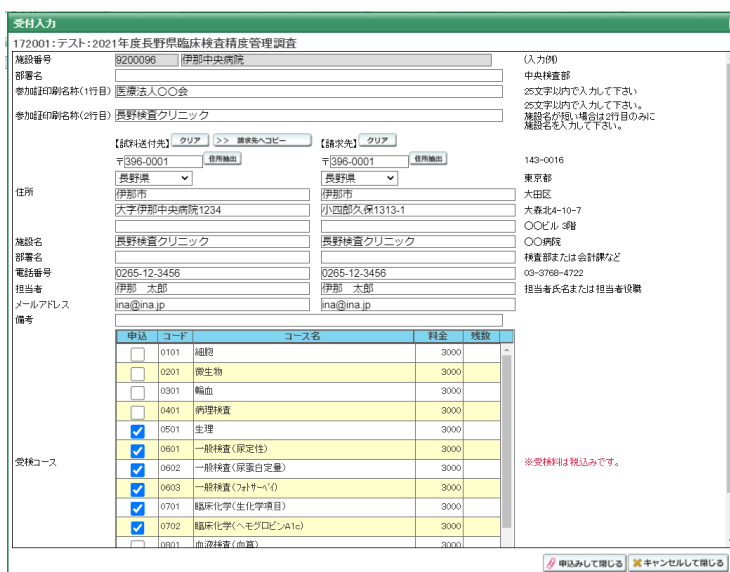 受付入力
172001:テスト:2021年度長野県臨床検査精度管理調査
施設番号 9200096 伊那中央病院 (入力例)
部署名 中央検査部
参加証印刷名称(1行目) 医療法人〇〇会 25文字以内で入力して下さい
参加証印刷名称(2行目) 長野検査クリニック 25文字以内で入力して下さい。
施設名が短い場合は2行目のみに
施設名を入力して下さい。
【試料送付先】 クリア >> 請求先へコピー 【請求先】 クリア
〒396-0001 住所抽出 〒396-0001 住所抽出 143-0016
長野県 長野県 東京都
住所 伊那市 伊那市 大田区
大字伊那中央病院1234 小四郎久保1313-1 大森北4-10-7
〇〇ビル 3階
施設名 長野検査クリニック 長野検査クリニック 〇〇病院
部署名 検査部または会計課など
電話番号 0265-12-3456 0265-12-3456 03-3768-4722
担当者 伊那 太郎 伊那 太郎 担当者氏名または担当者役職
メールアドレス ina@ina.jp ina@ina.jp
備考
申込 コード コース名 料金 残数
0101 細胞 3000
0201 微生物 3000
0301 輸血 3000
0401 病理検査 3000
0501 生理 3000
0601 一般検査(尿定性) 3000
受検コース 0602 一般検査(尿蛋白定量) 3000 ※受検料は税込みです。
0603 一般検査(フォトサーベイ) 3000
0701 臨床化学(生化学項目) 3000
0702 臨床化学(ヘモグロビンA1c) 3000
0801 血液検査(血算) 3000
申込みして閉じる キャンセルして閉じる